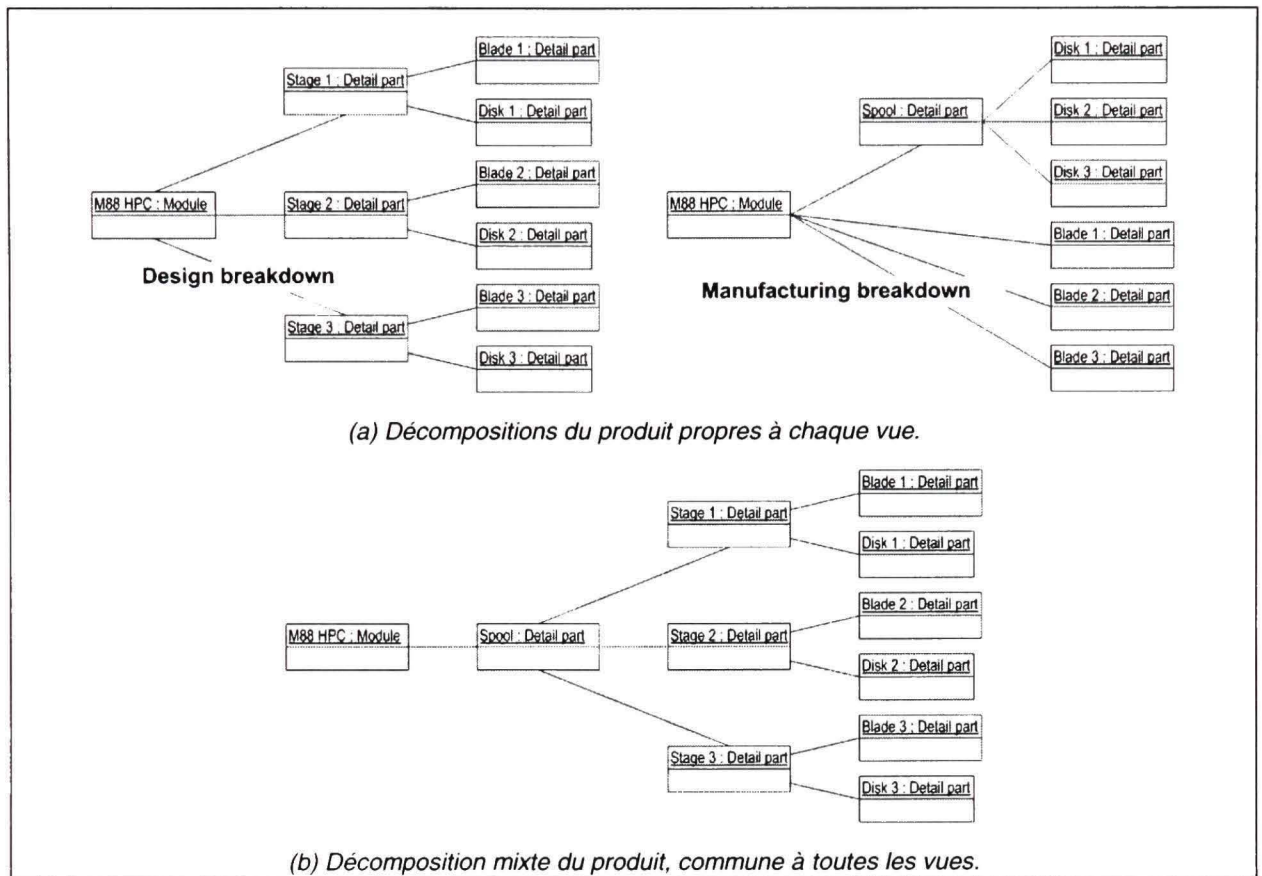 Blade 1 : Detail part
Stage 1 : Detail part
Disk 1 : Detail part
Blade 2 : Detail part
M88 HPC : Module
Stage 2 : Detail part
Disk 2 : Detail part
Design breakdown
Blade 3 : Detail part
Stage 3 : Detail part
Disk 3 : Detail part
Disk 1 : Detail part
Spool : Detail part
Disk 2 : Detail part
Disk 3 : Detail part
M88 HPC : Module
Blade 1 : Detail part
Manufacturing breakdown
Blade 2 : Detail part
Blade 3 : Detail part
(a) Décompositions du produit propres à chaque vue.
Blade 1 : Detail part
Stage 1 : Detail part
Disk 1 : Detail part
Blade 2 : Detail part
M88 HPC : Module
Spool : Detail part
Stage 2 : Detail part
Disk 2 : Detail part
Blade 3 : Detail part
Stage 3 : Detail part
Disk 3 : Detail part
(b) Décomposition mixte du produit, commune à toutes les vues.